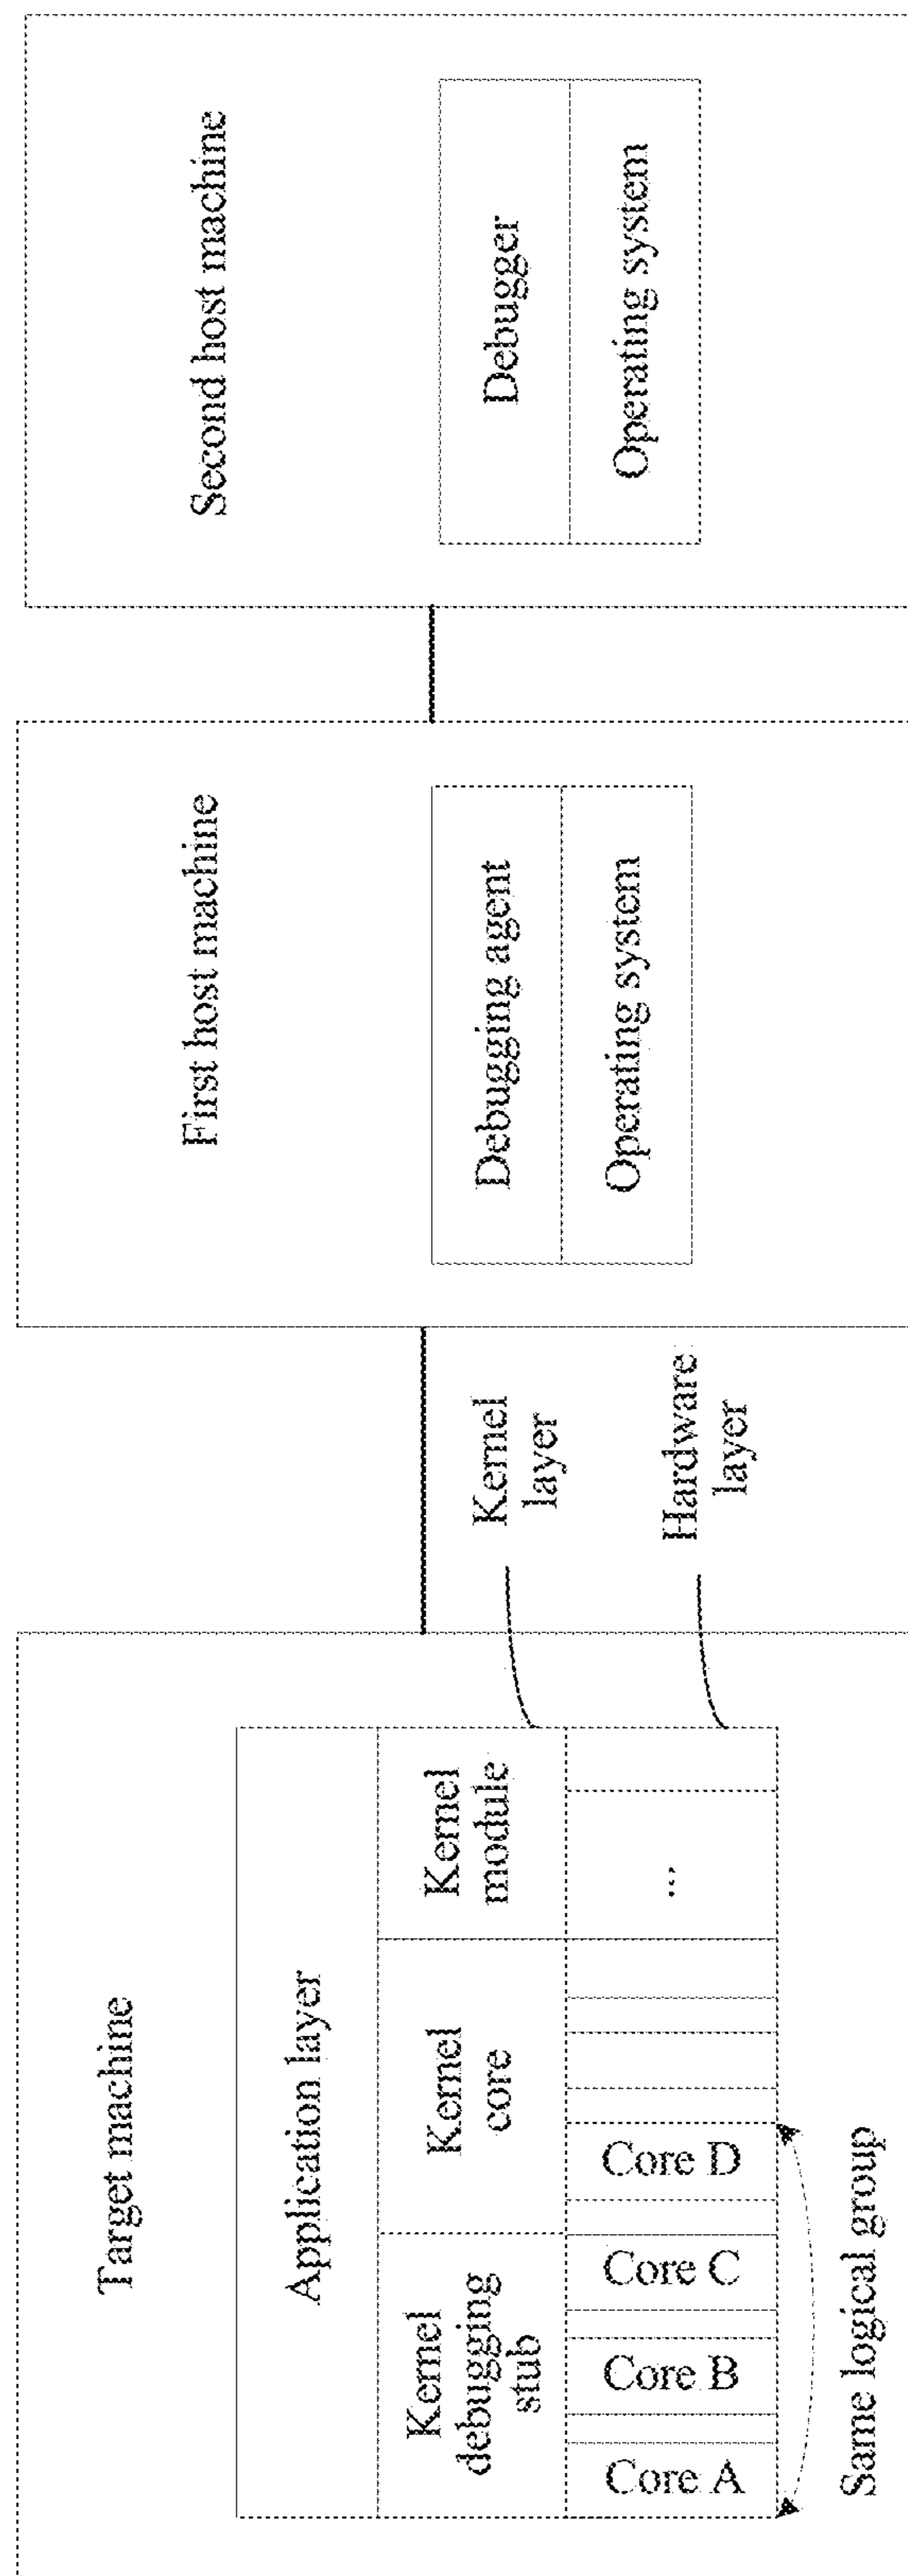 Target machine
Application layer
Kernel
debugging
stub
Kernel
core
Kernel
module
Core A
Core B
Core C
Core D
...
Same logical group
Kernel
layer
Hardware
layer
First host machine
Debugging agent
Operating system
Second host machine
Debugger
Operating system